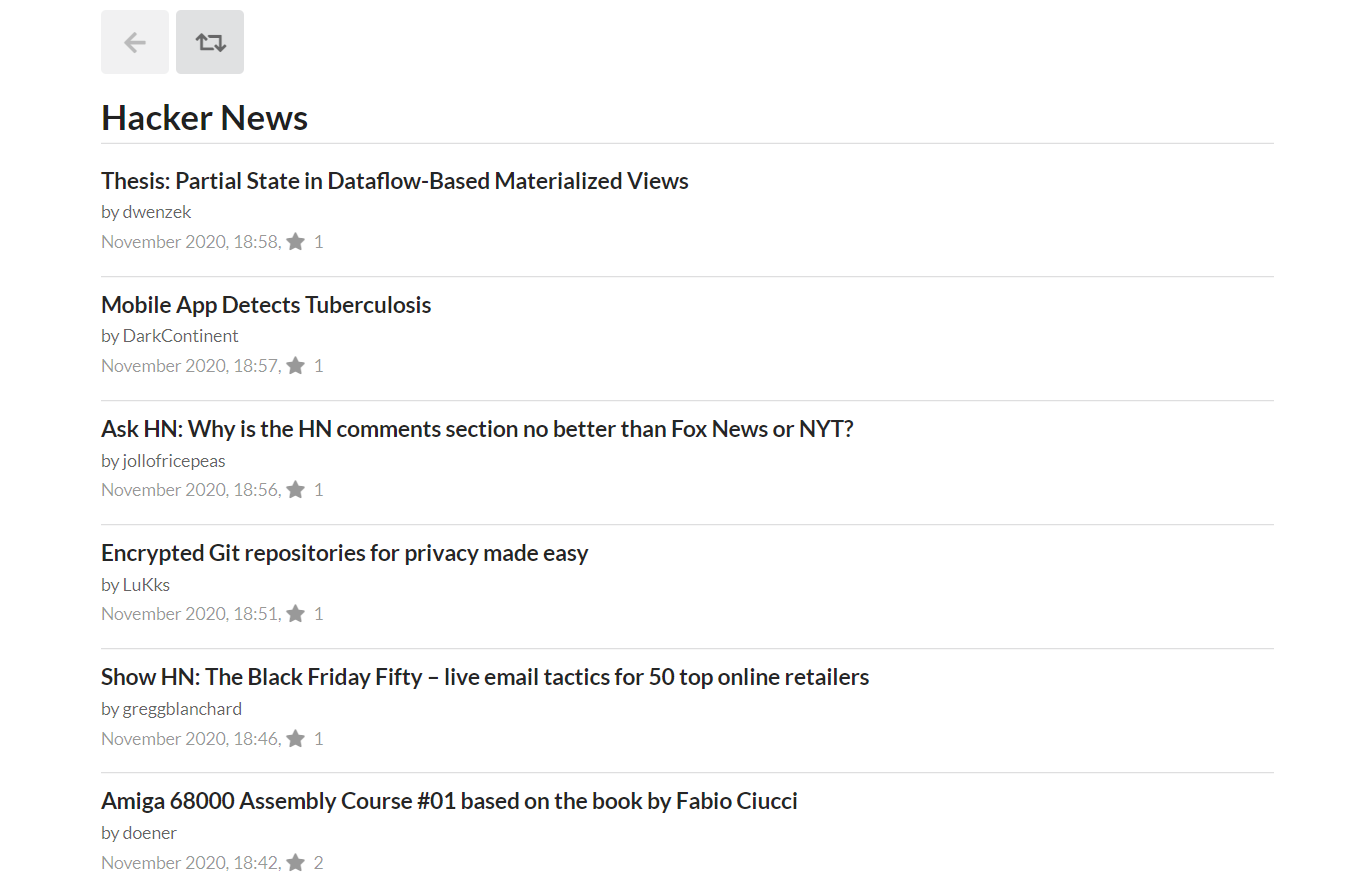 Hacker News
Thesis: Partial State in Dataflow-Based Materialized Views
by dwenzek
November 2020, 18:58, 1
Mobile App Detects Tuberculosis
by DarkContinent
November 2020, 18:57, 1
Ask HN: Why is the HN comments section no better than Fox News or NYT?
by jollofricepeas
November 2020, 18:56, 1
Encrypted Git repositories for privacy made easy
by LuKks
November 2020, 18:51, 1
Show HN: The Black Friday Fifty – live email tactics for 50 top online retailers
by greggblanchard
November 2020, 18:46, 1
Amiga 68000 Assembly Course #01 based on the book by Fabio Ciucci
by doener
November 2020, 18:42, 2